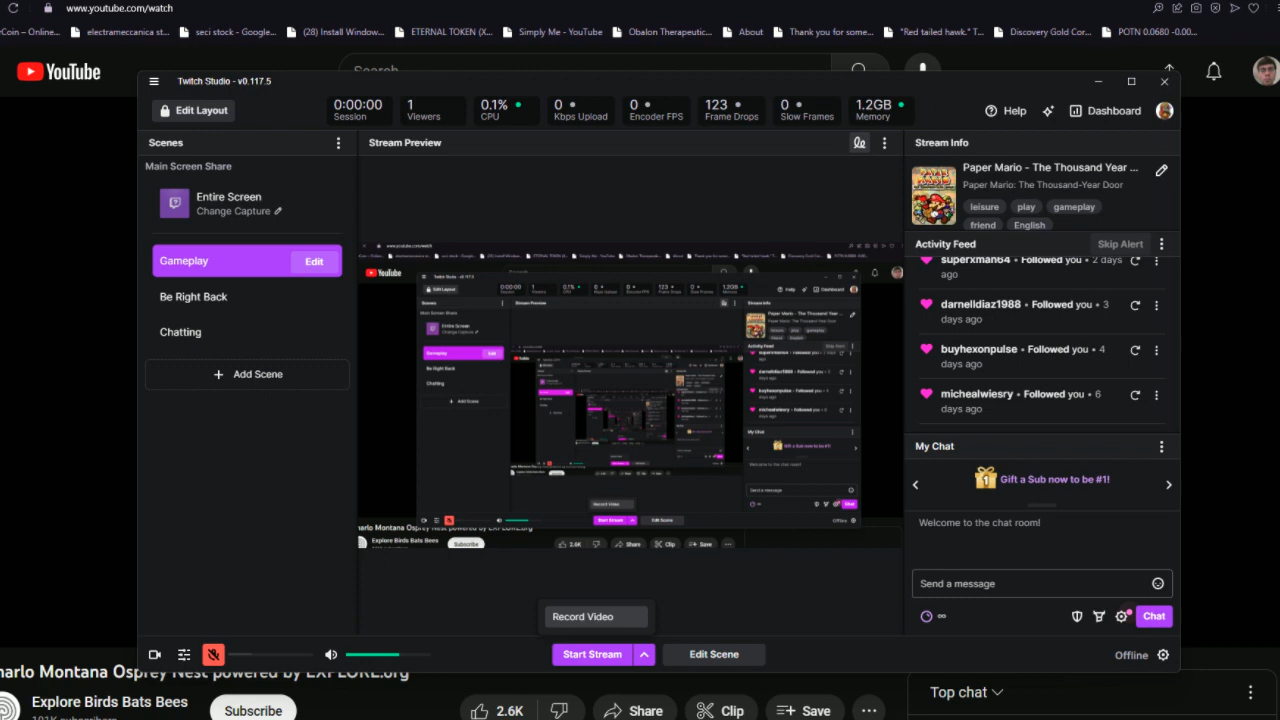 www.youtube.com/watch
Coin – Online...
electrameccanica st...
seci stock - Google...
(28) Install Window...
ETERNAL TOKEN (X...
Simply Me - YouTube
Obalon Therapeutic...
About
Thank you for some...
"Red tailed hawk." T...
Discovery Gold Cor...
POTN 0.0680 -0.00...
YouTube
Search
Twitch Studio - v0.117.5
Edit Layout
0:00:00
Session
1
Viewers
0.1%
CPU
0
Kbps Upload
0
Encoder FPS
123
Frame Drops
0
Slow Frames
1.2GB
Memory
Help
Dashboard
Scenes
Main Screen Share
Entire Screen
Change Capture
Gameplay
Edit
Be Right Back
Chatting
+ Add Scene
Stream Preview
Record Video
Start Stream
Edit Scene
Stream Info
Paper Mario - The Thousand Year ...
Paper Mario: The Thousand-Year Door
leisure
play
gameplay
friend
English
Activity Feed
Skip Alert
superxman64 • Followed you • 2 days
ago
darnelldiaz1988 • Followed you • 3
days ago
buyhexonpulse • Followed you • 4
days ago
michealwiesry • Followed you • 6
days ago
My Chat
1
Gift a Sub now to be #1!
Welcome to the chat room!
Send a message
Chat
Offline
Montana Osprey Nest powered by EXPLORE.org
Explore Birds Bats Bees
Subscribe
2.6K
Share
Clip
Save
Top chat